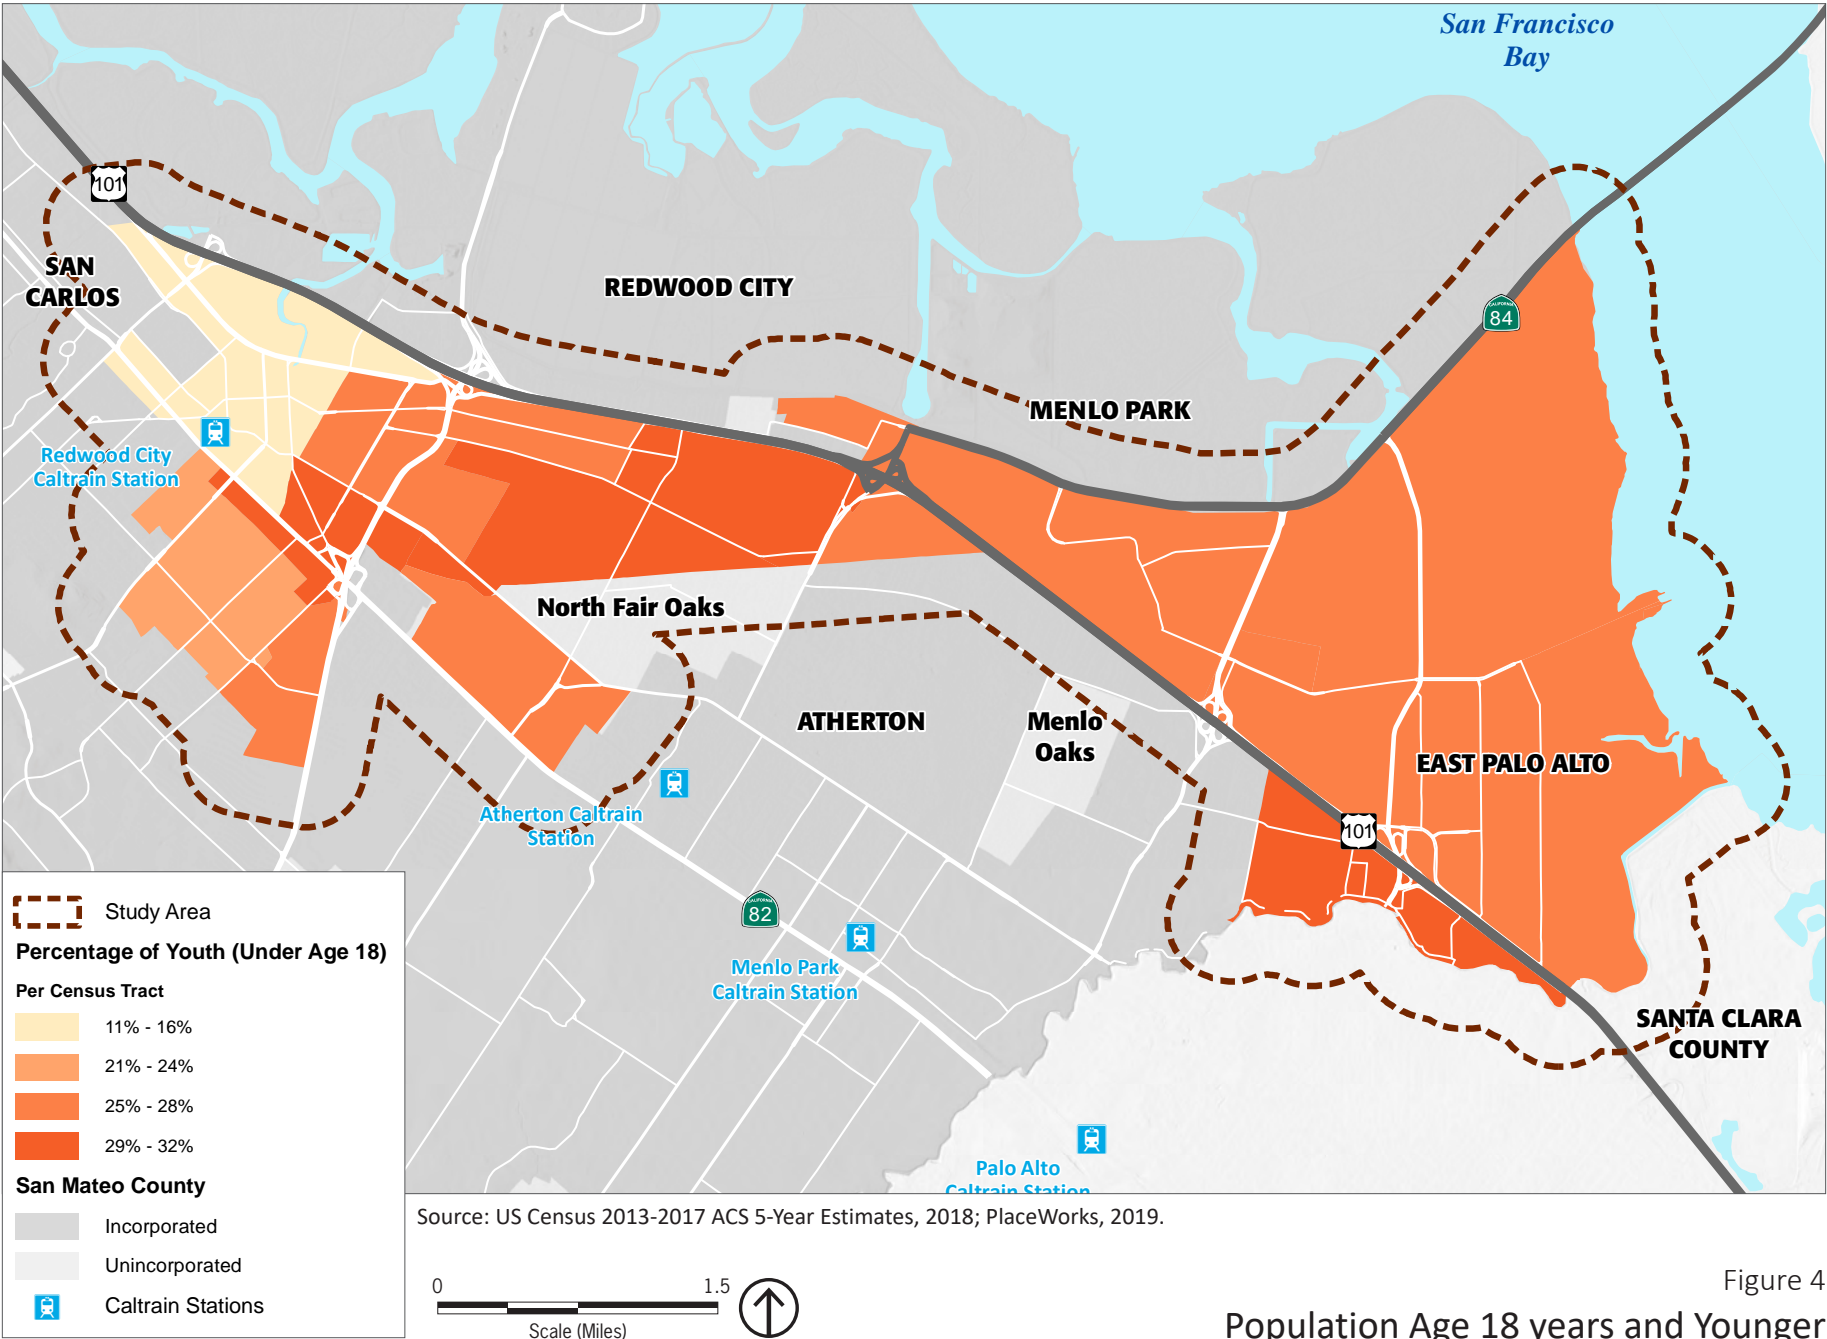 San Francisco
Bay
101
SAN
CARLOS
REDWOOD CITY
CALIFORNIA
84
MENLO PARK
Redwood City
Caltrain Station
North Fair Oaks
ATHERTON
Menlo
Oaks
EAST PALO ALTO
101
Atherton Caltrain
Station
CALIFORNIA
82
Menlo Park
Caltrain Station
SANTA CLARA
COUNTY
Palo Alto
Caltrain Station
Study Area
Percentage of Youth (Under Age 18)
Per Census Tract
11% - 16%
21% - 24%
25% - 28%
29% - 32%
San Mateo County
Incorporated
Unincorporated
Caltrain Stations
Source: US Census 2013-2017 ACS 5-Year Estimates, 2018; PlaceWorks, 2019.
0 1.5
Scale (Miles)
Figure 4
Population Age 18 years and Younger